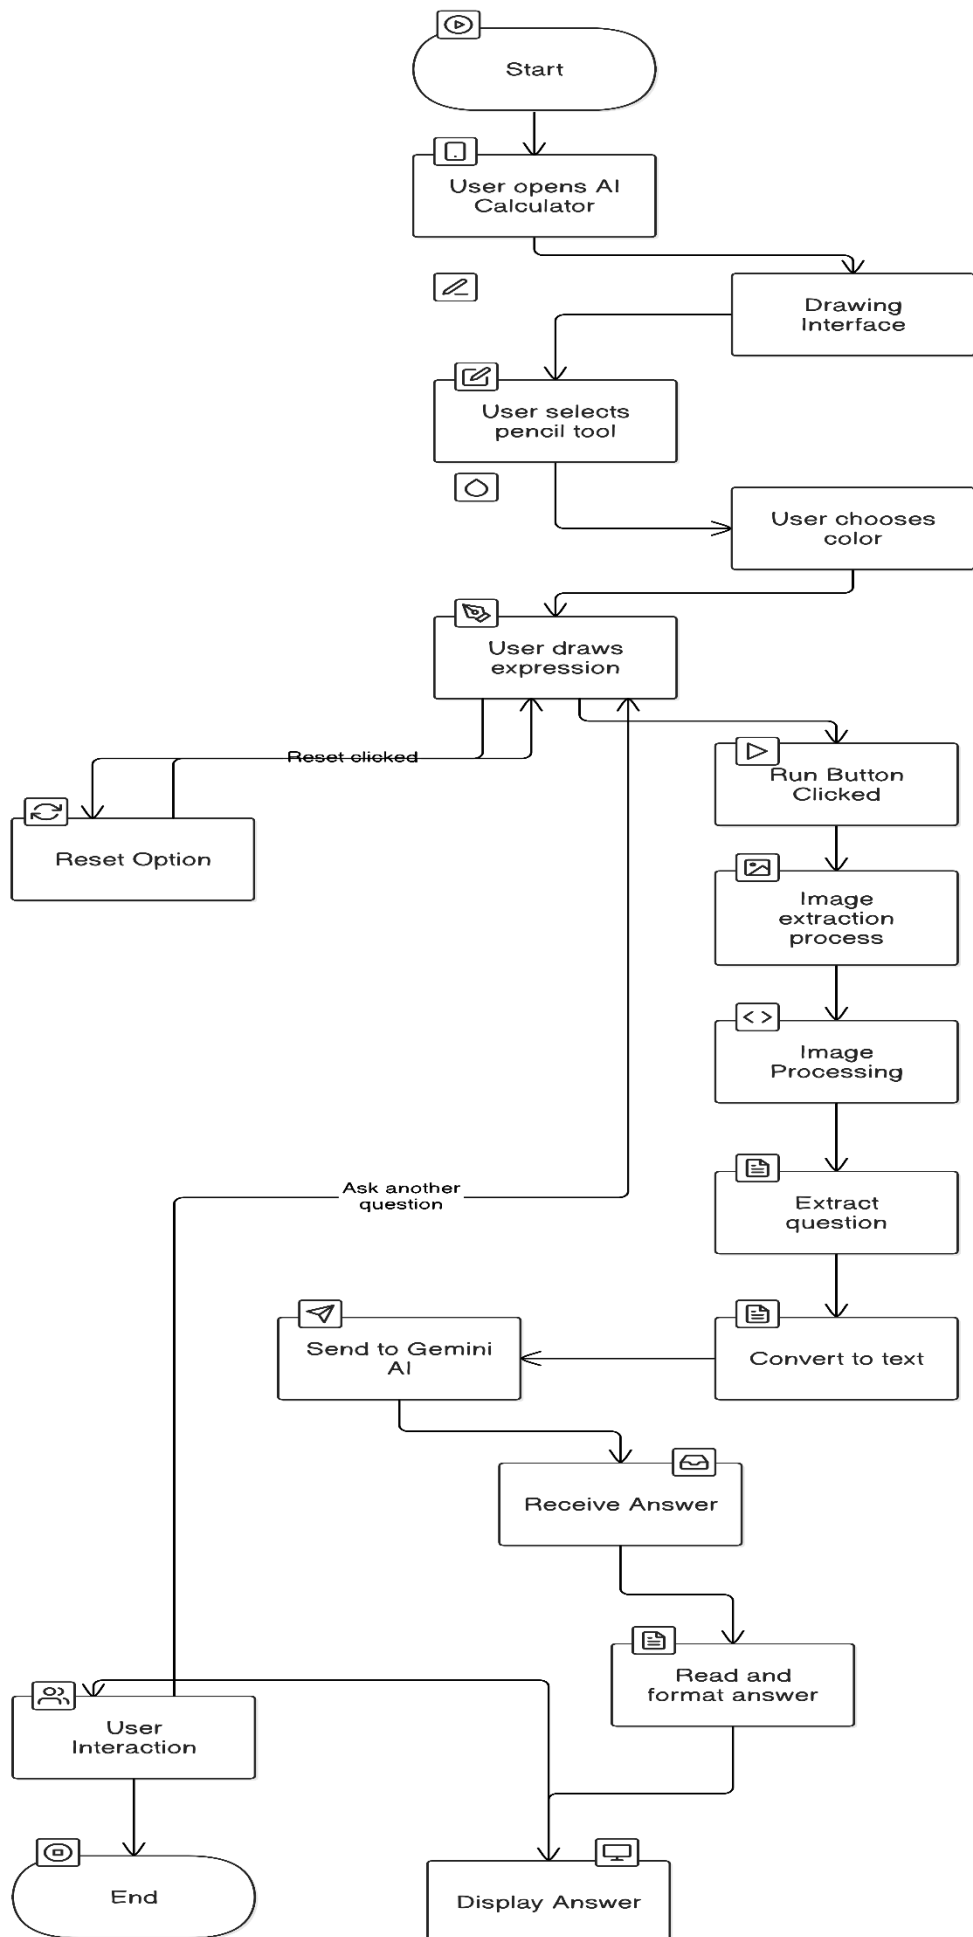 Start
User opens AI
Calculator
Drawing
Interface
User selects
pencil tool
User chooses
color
User draws
expression
Reset clicked
Run Button
Clicked
Reset Option
Image
extraction
process
Image
Processing
Ask another
question
Extract
question
Send to Gemini
AI
Convert to text
Receive Answer
Read and
format answer
User
Interaction
End
Display Answer